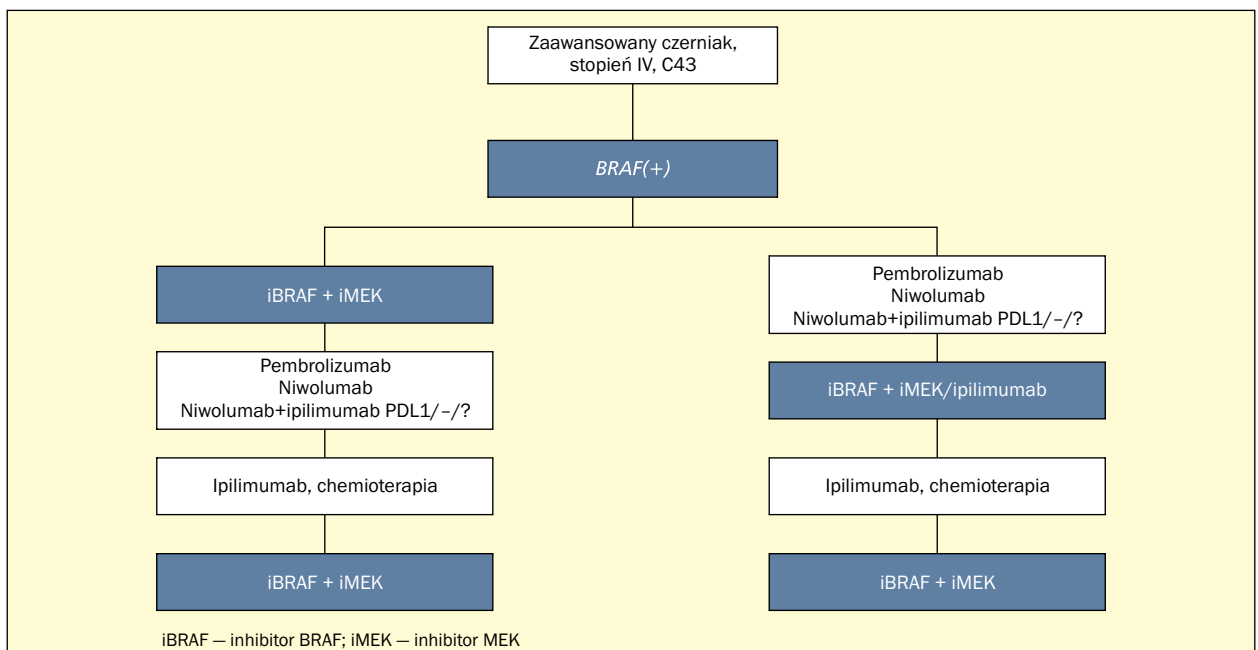 Zaawansowany czerniak,
stopień IV, C43
BRAF(+)
iBRAF + iMEK
Pembrolizumab
Niwolumab
Niwolumab+ipilimumab PDL1/–/?
Ipilimumab, chemioterapia
iBRAF + iMEK
Pembrolizumab
Niwolumab
Niwolumab+ipilimumab PDL1/–/?
iBRAF + iMEK/ipilimumab
Ipilimumab, chemioterapia
iBRAF + iMEK
iBRAF — inhibitor BRAF; iMEK — inhibitor MEK